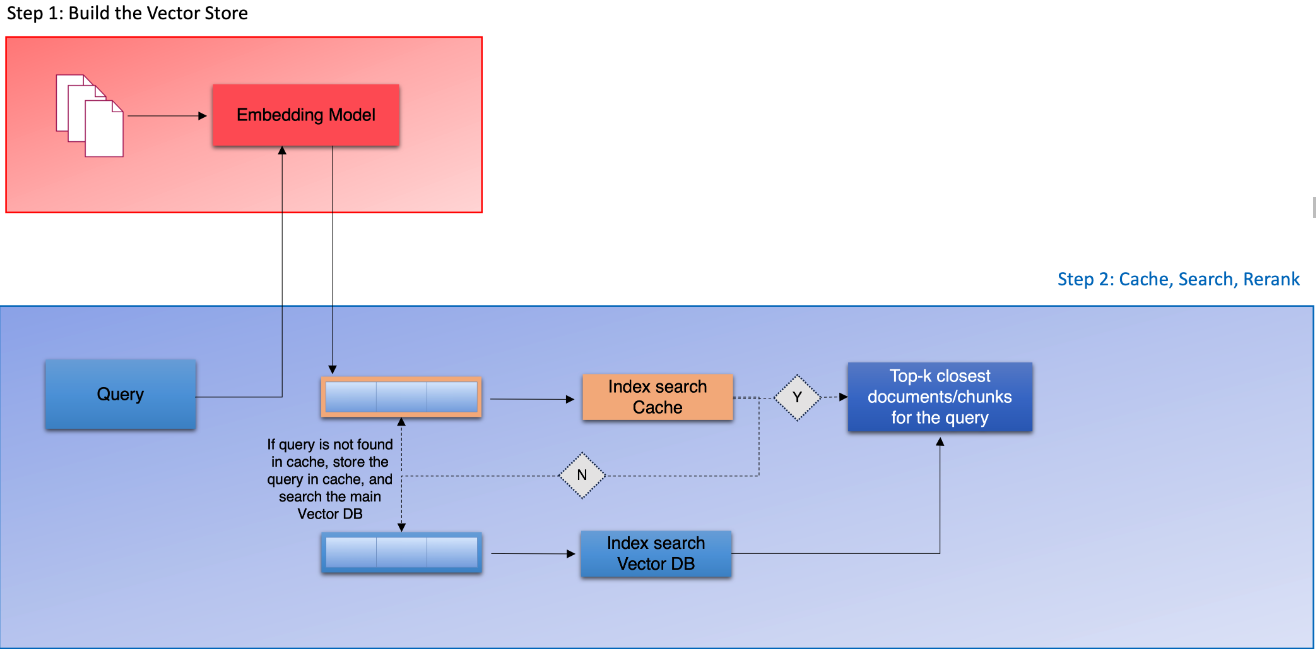 Step 1: Build the Vector Store
Embedding Model
Step 2: Cache, Search, Rerank
Query
Index search
Cache
Y
Top-k closest
documents/chunks
for the query
If query is not found
in cache, store the
query in cache, and
search the main
Vector DB
N
Index search
Vector DB